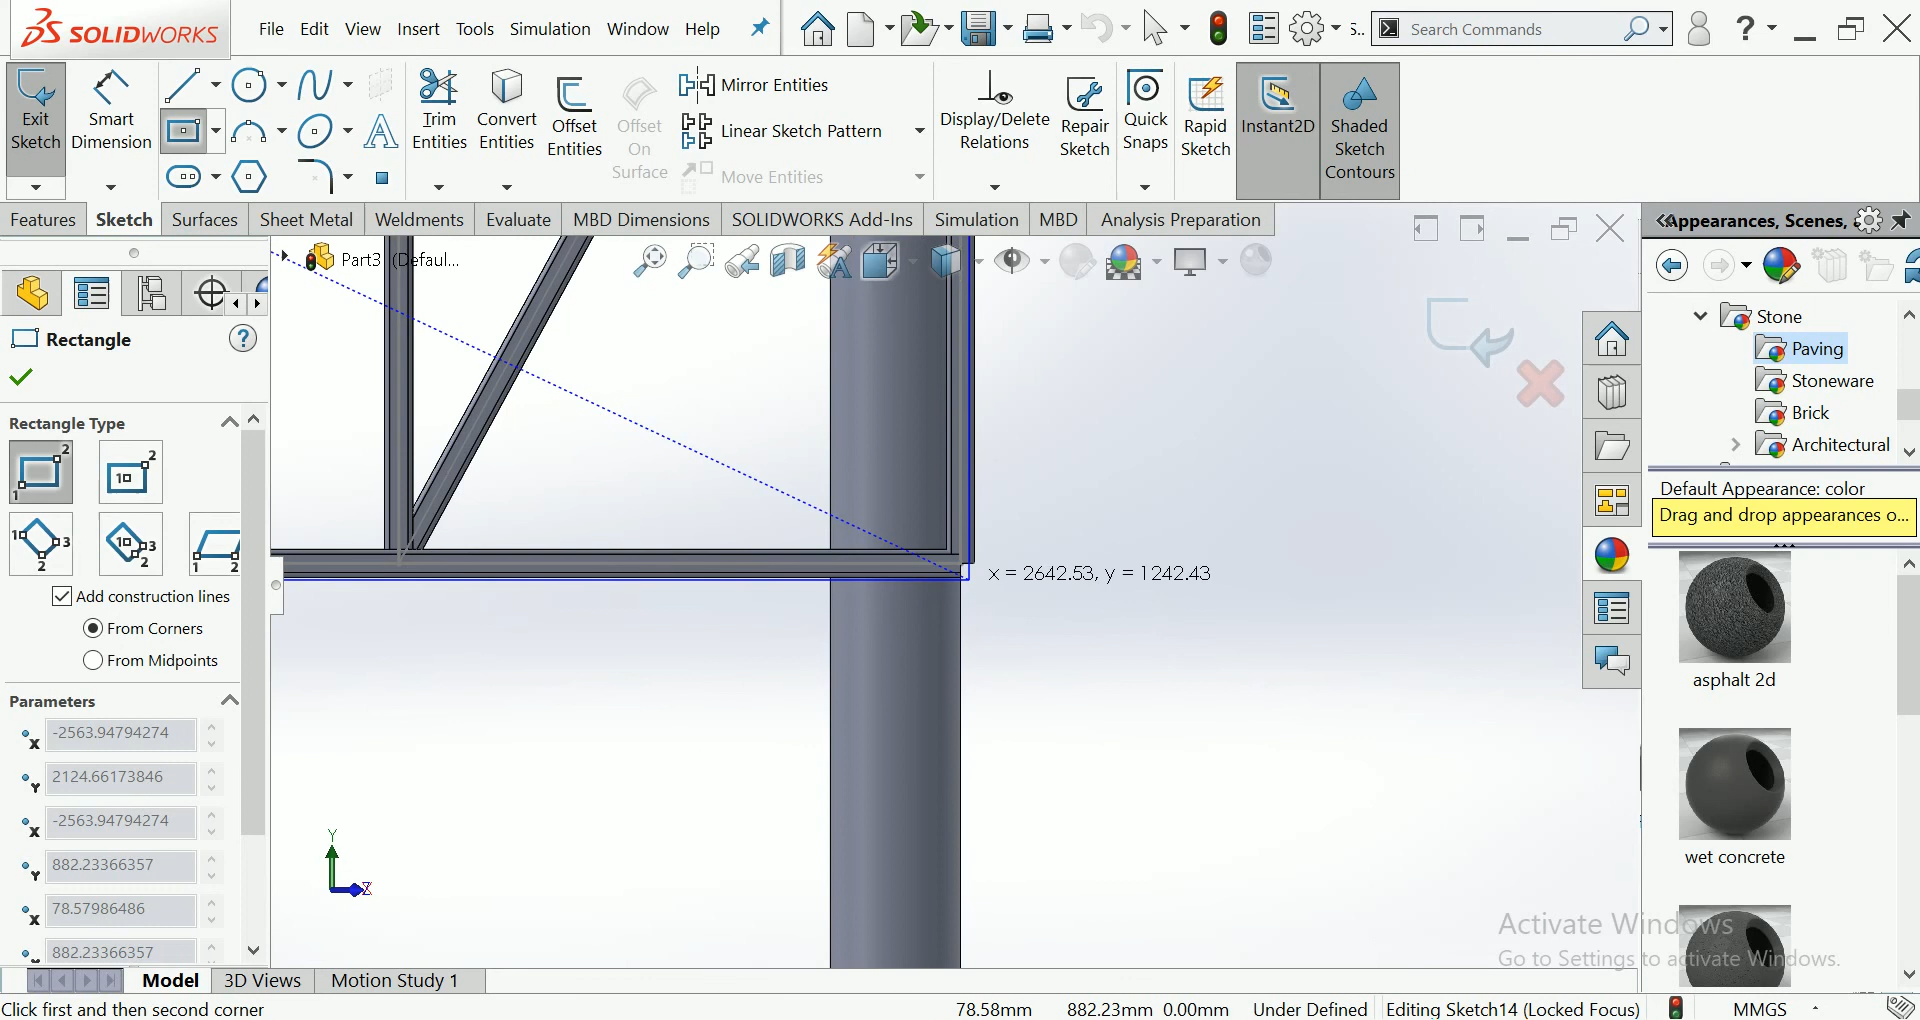 SOLIDWORKS
File Edit View Insert Tools Simulation Window Help
S..
Search Commands
Exit Sketch
Smart Dimension
Trim Entities
Convert Entities
Offset Entities
Offset On Surface
Mirror Entities
Linear Sketch Pattern
Move Entities
Display/Delete Relations
Repair Sketch
Quick Snaps
Rapid Sketch
Instant2D
Shaded Sketch Contours
Features Sketch Surfaces Sheet Metal Weldments Evaluate MBD Dimensions SOLIDWORKS Add-Ins Simulation MBD Analysis Preparation
Part3 (Defaul...
Rectangle
Rectangle Type
Add construction lines
From Corners
From Midpoints
Parameters
-2563.94794274
2124.66173846
-2563.94794274
882.23366357
78.57986486
882.23366357
x = 2642.53, y = 1242.43
Y
Z
Appearances, Scenes,
Stone
Paving
Stoneware
Brick
Architectural
Default Appearance: color
Drag and drop appearances o...
asphalt 2d
wet concrete
Activate Windows
Go to Settings to activate Windows.
Model 3D Views Motion Study 1
Click first and then second corner
78.58mm 882.23mm 0.00mm Under Defined Editing Sketch14 (Locked Focus) MMGS